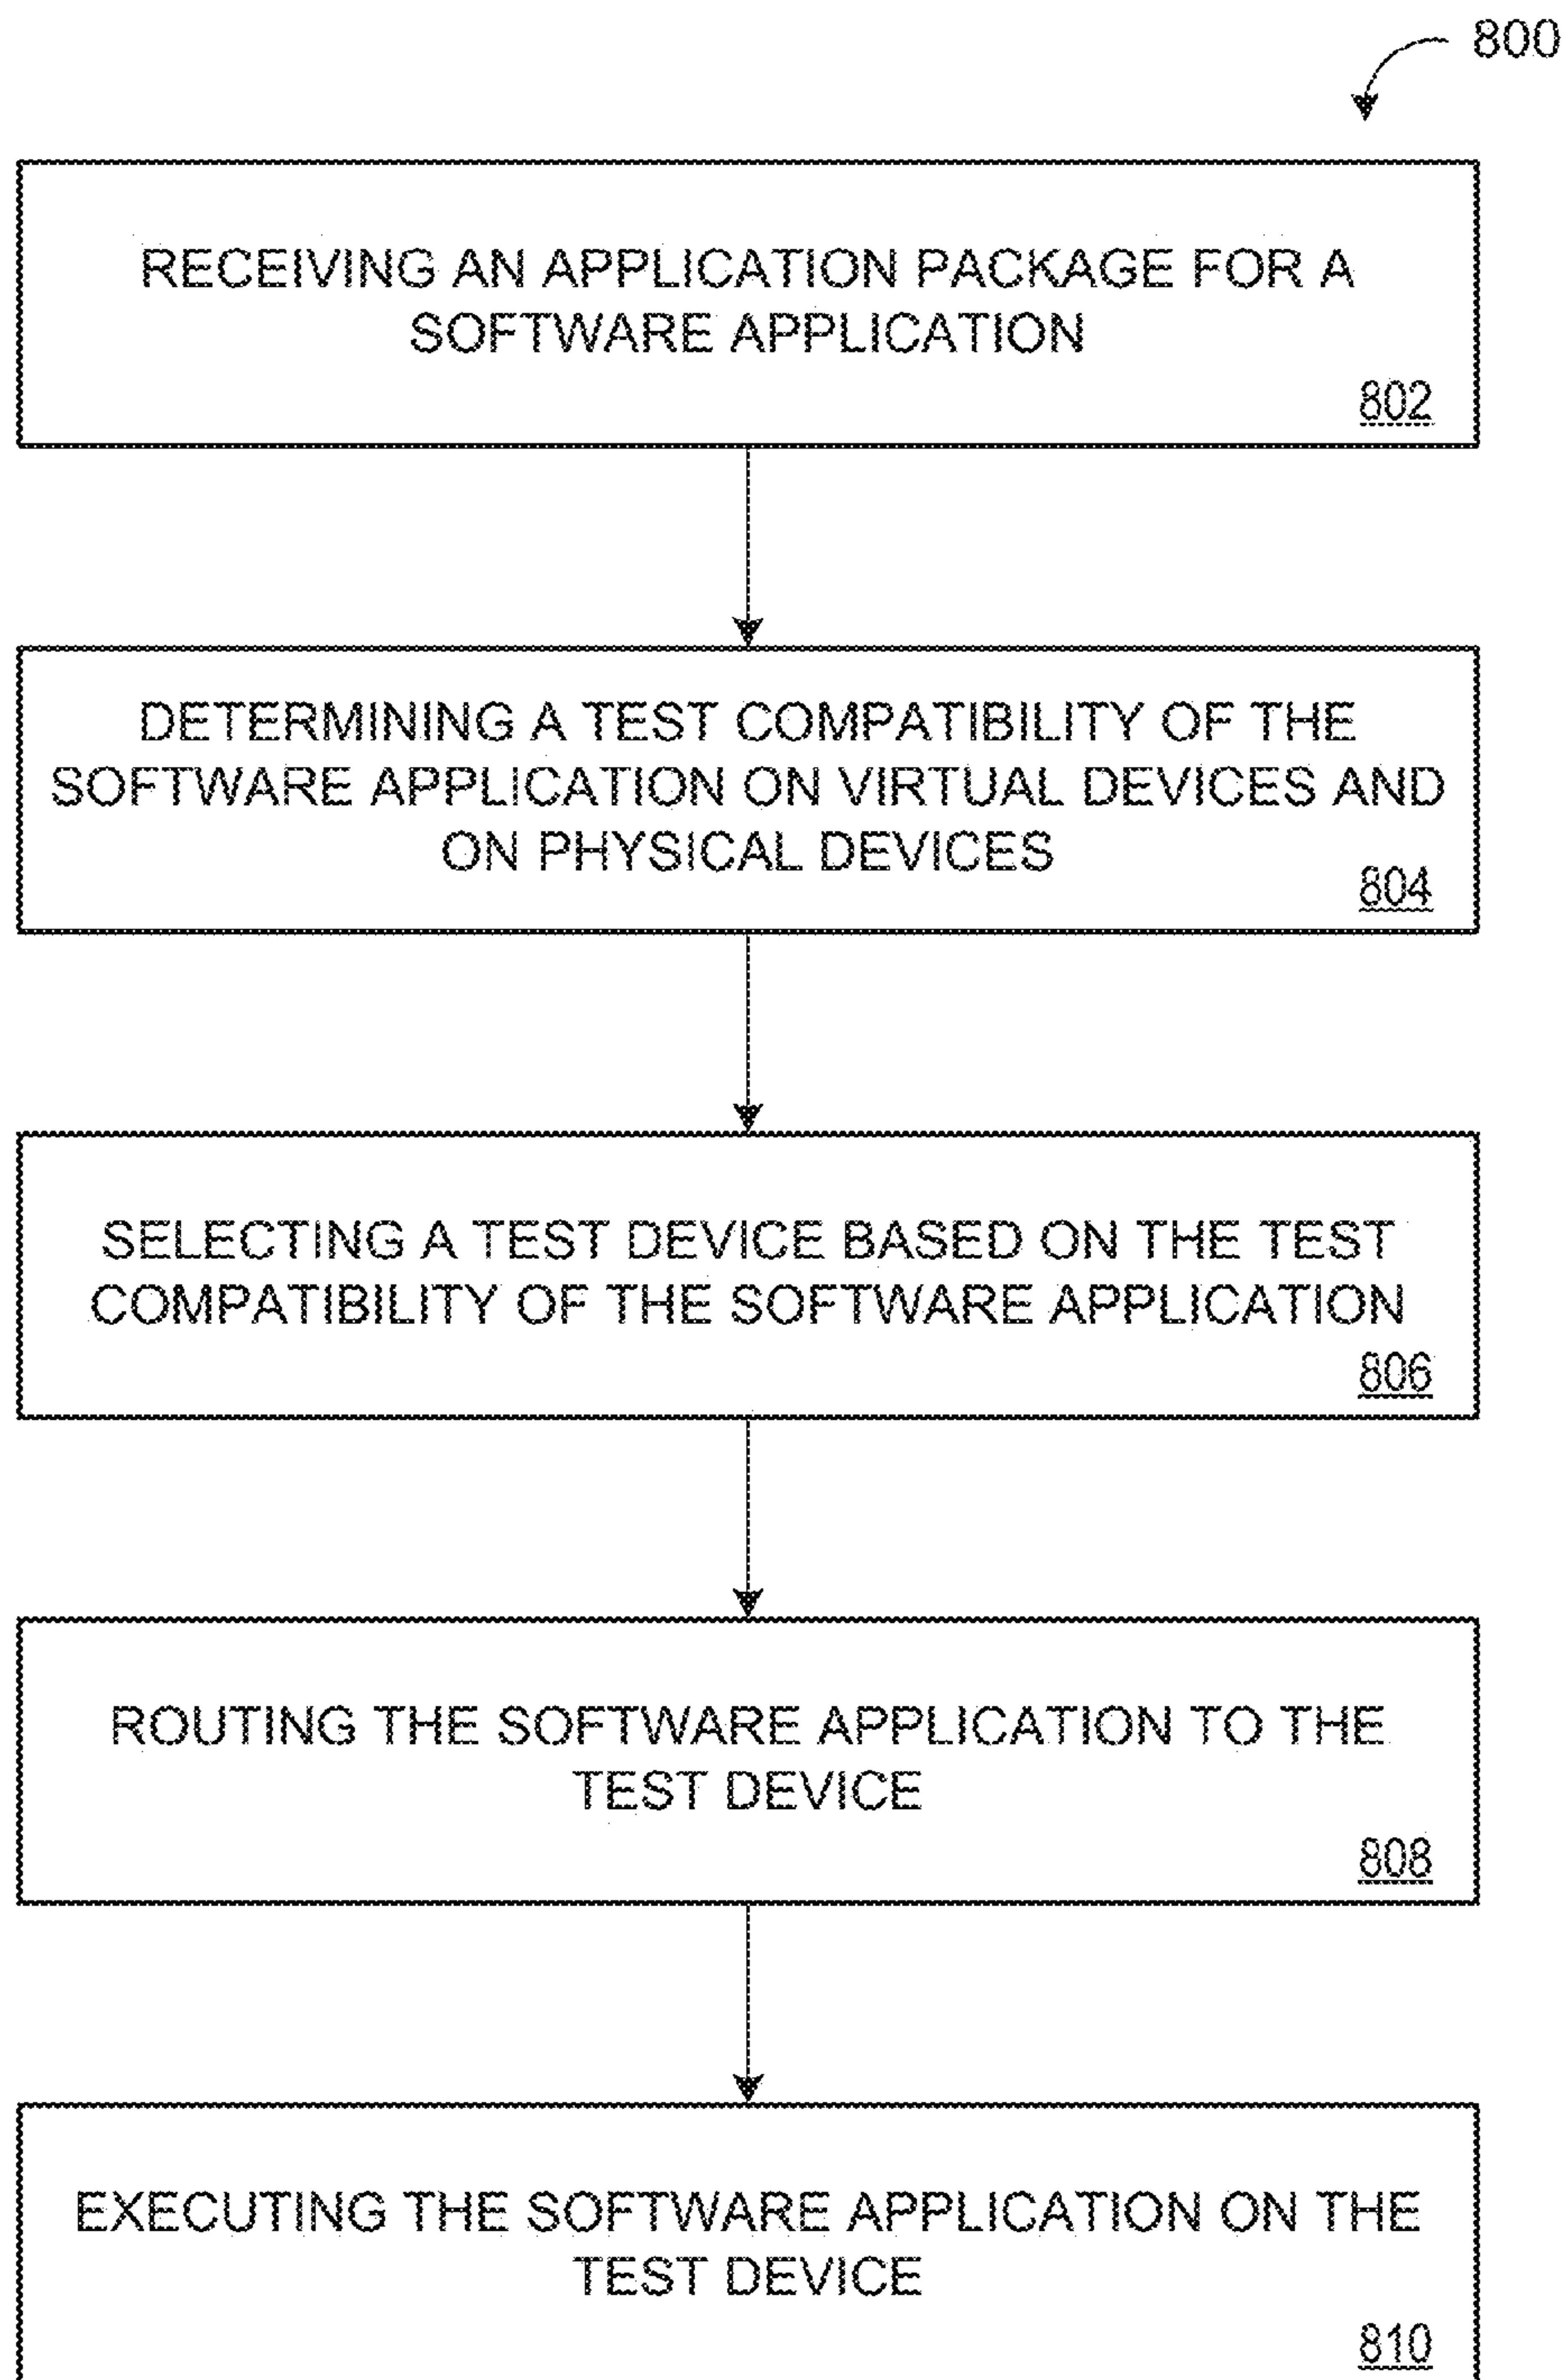 800
RECEIVING AN APPLICATION PACKAGE FOR A
SOFTWARE APPLICATION
802
DETERMINING A TEST COMPATIBILITY OF THE
SOFTWARE APPLICATION ON VIRTUAL DEVICES AND
ON PHYSICAL DEVICES
804
SELECTING A TEST DEVICE BASED ON THE TEST
COMPATIBILITY OF THE SOFTWARE APPLICATION
806
ROUTING THE SOFTWARE APPLICATION TO THE
TEST DEVICE
808
EXECUTING THE SOFTWARE APPLICATION ON THE
TEST DEVICE
810